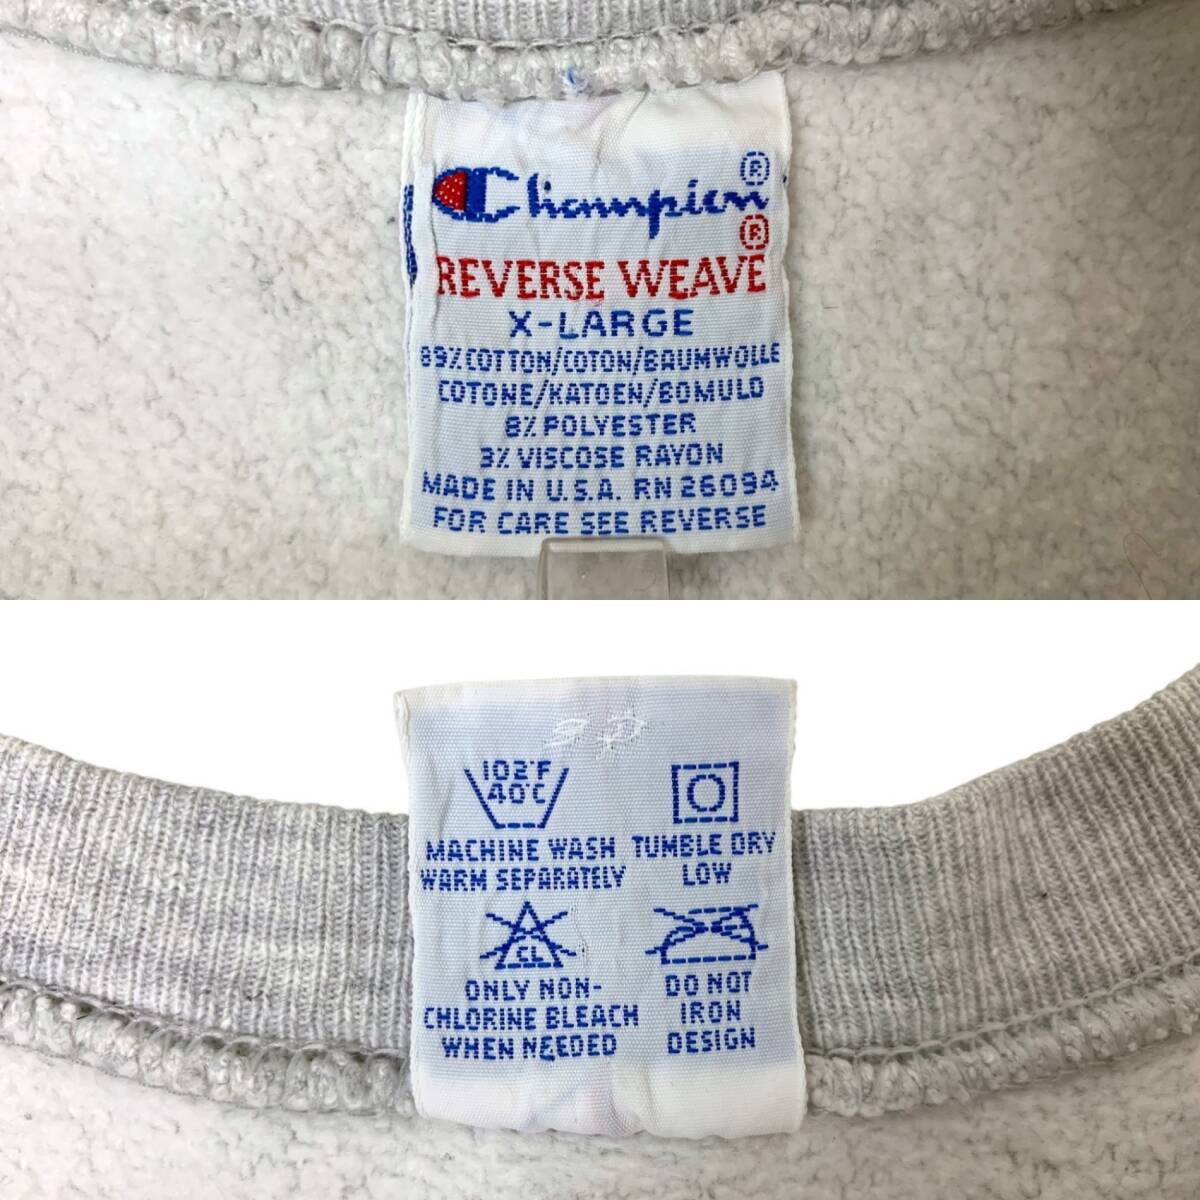 Champion®
REVERSE WEAVE®
X-LARGE
89% COTTON/COTON/BAUMWOLLE
COTONE/KATOEN/BOMULD
8% POLYESTER
3% VISCOSE RAYON
MADE IN U.S.A. RN 26094
FOR CARE SEE REVERSE
102°F
40°C
MACHINE WASH
WARM SEPARATELY
TUMBLE DRY
LOW
CL
ONLY NON-
CHLORINE BLEACH
WHEN NEEDED
DO NOT
IRON
DESIGN